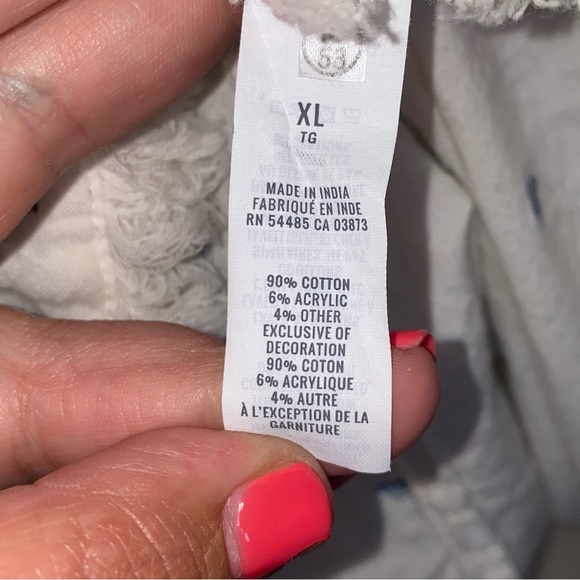 XL
TG
MADE IN INDIA
FABRIQUÉ EN INDE
RN 54485 CA 03873
90% COTTON
6% ACRYLIC
4% OTHER
EXCLUSIVE OF
DECORATION
90% COTON
6% ACRYLIQUE
4% AUTRE
À L'EXCEPTION DE LA
GARNITURE